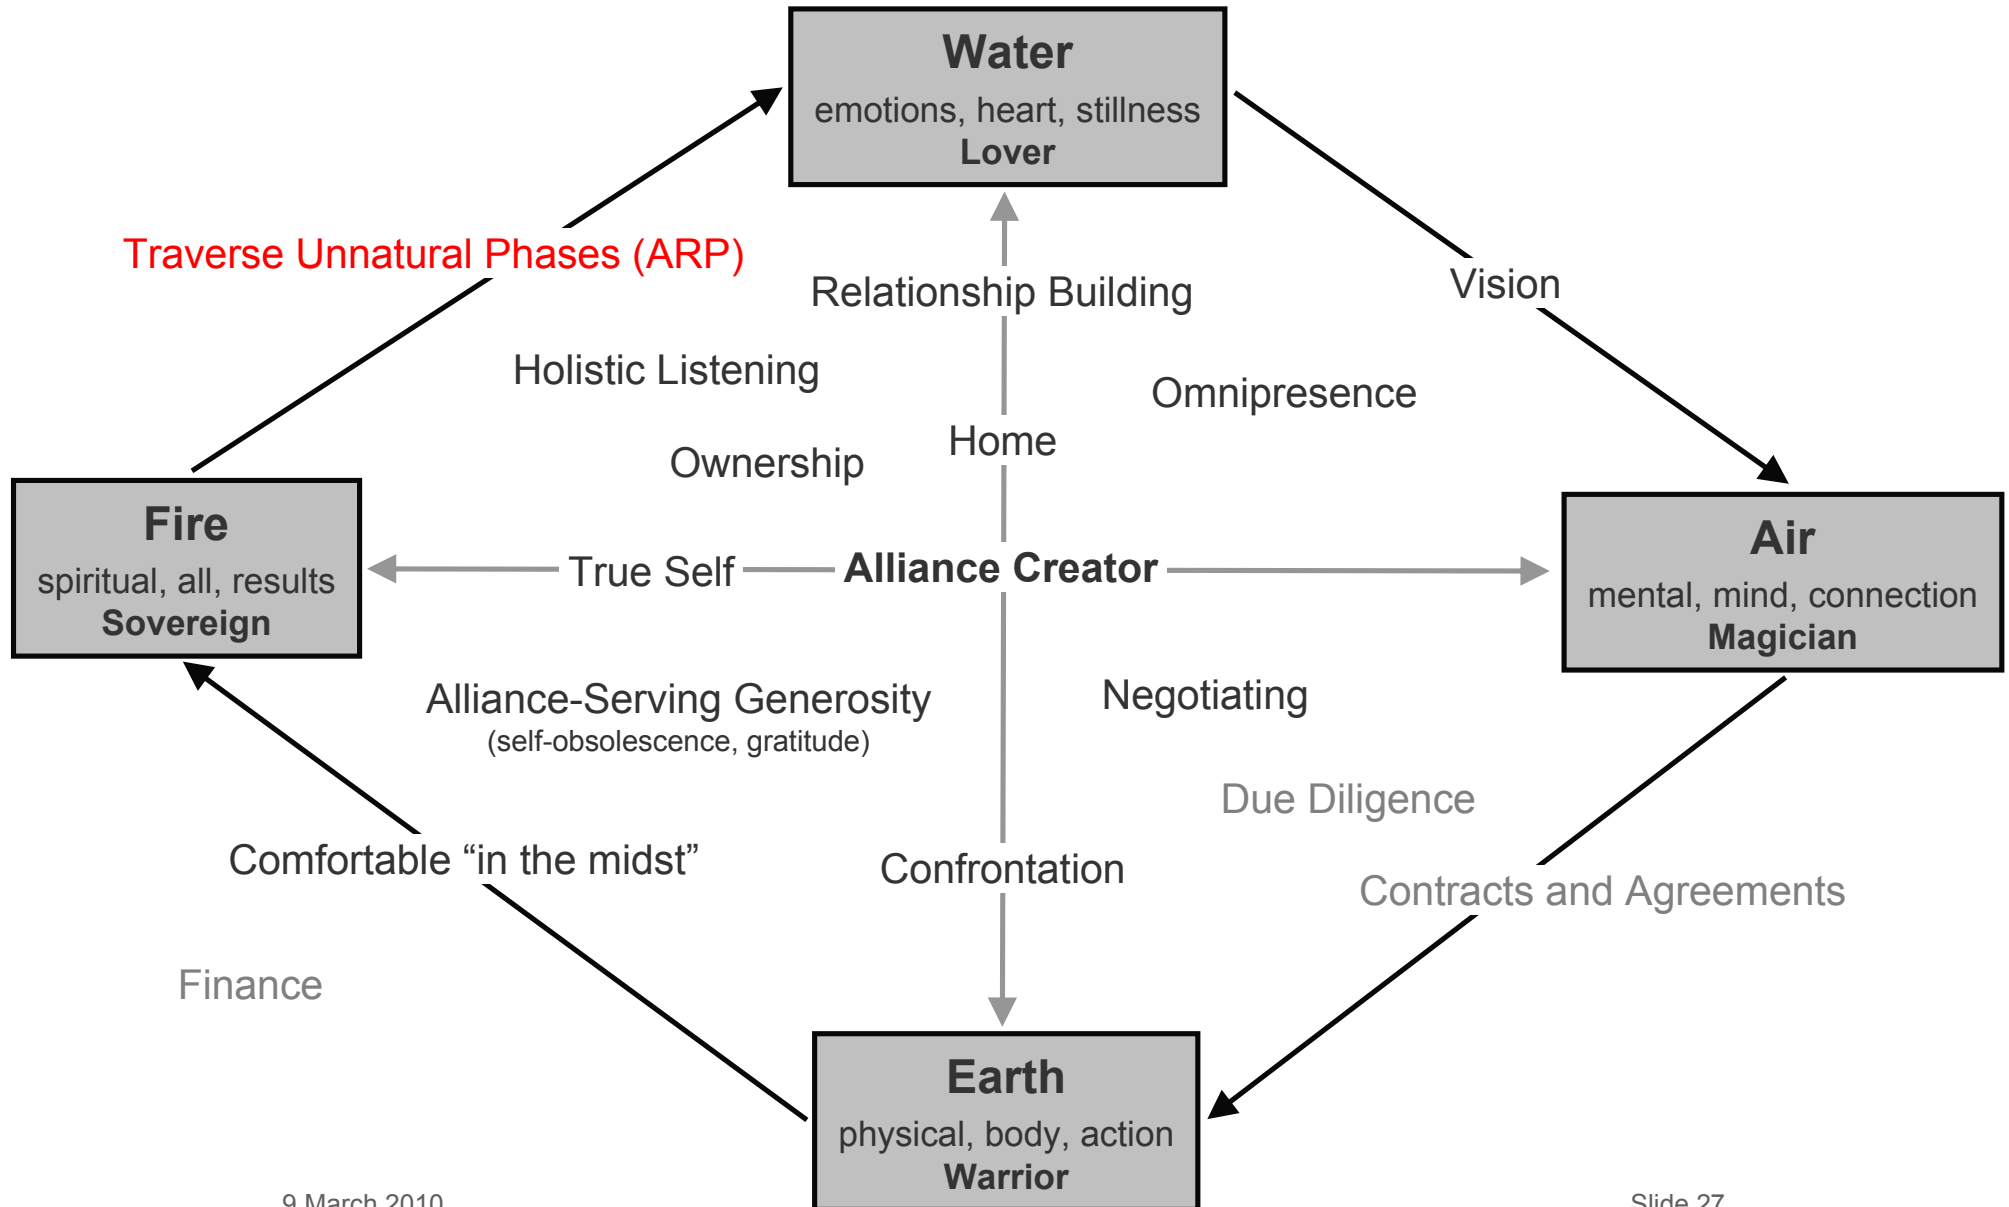 Water
emotions, heart, stillness
Lover
Traverse Unnatural Phases (ARP)
Relationship Building
Vision
Holistic Listening
Omnipresence
Home
Ownership
Fire
spiritual, all, results
Sovereign
True Self
Alliance Creator
Air
mental, mind, connection
Magician
Alliance-Serving Generosity
(self-obsolescence, gratitude)
Negotiating
Due Diligence
Comfortable “in the midst”
Confrontation
Contracts and Agreements
Finance
Earth
physical, body, action
Warrior
9 March 2010
Slide 27